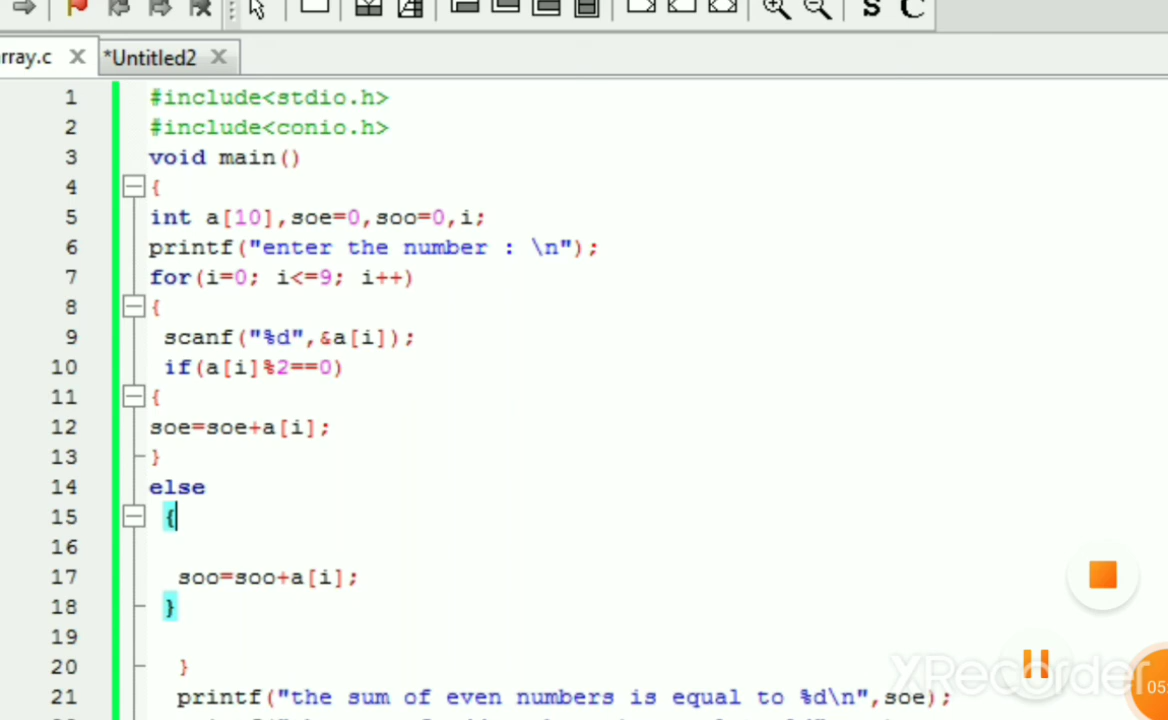 S C
rray.c *Untitled2
1 #include<stdio.h>
2 #include<conio.h>
3 void main()
4 {
5 int a[10],soe=0,soo=0,i;
6 printf("enter the number : \n");
7 for(i=0; i<=9; i++)
8 {
9 scanf("%d",&a[i]);
10 if(a[i]%2==0)
11 {
12 soe=soe+a[i];
13 }
14 else
15 {
16
17 soo=soo+a[i];
18 }
19
20 }
21 printf("the sum of even numbers is equal to %d\n",soe);
XRecorder
05